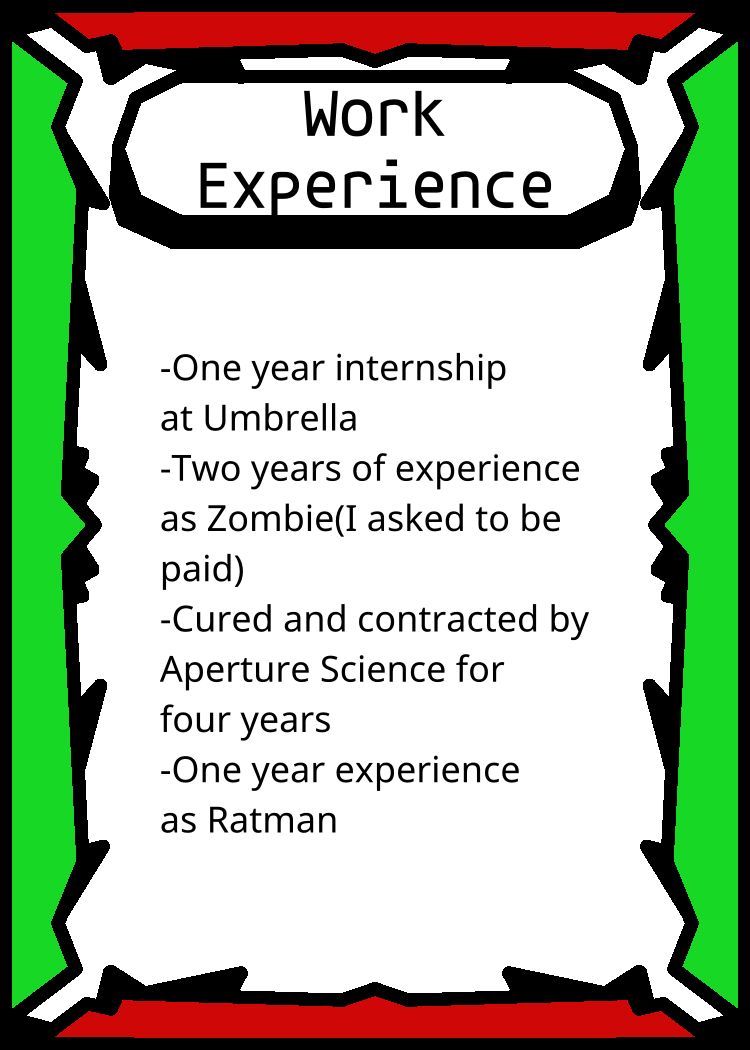 Work
Experience
-One year internship
at Umbrella
-Two years of experience
as Zombie(I asked to be
paid)
-Cured and contracted by
Aperture Science for
four years
-One year experience
as Ratman